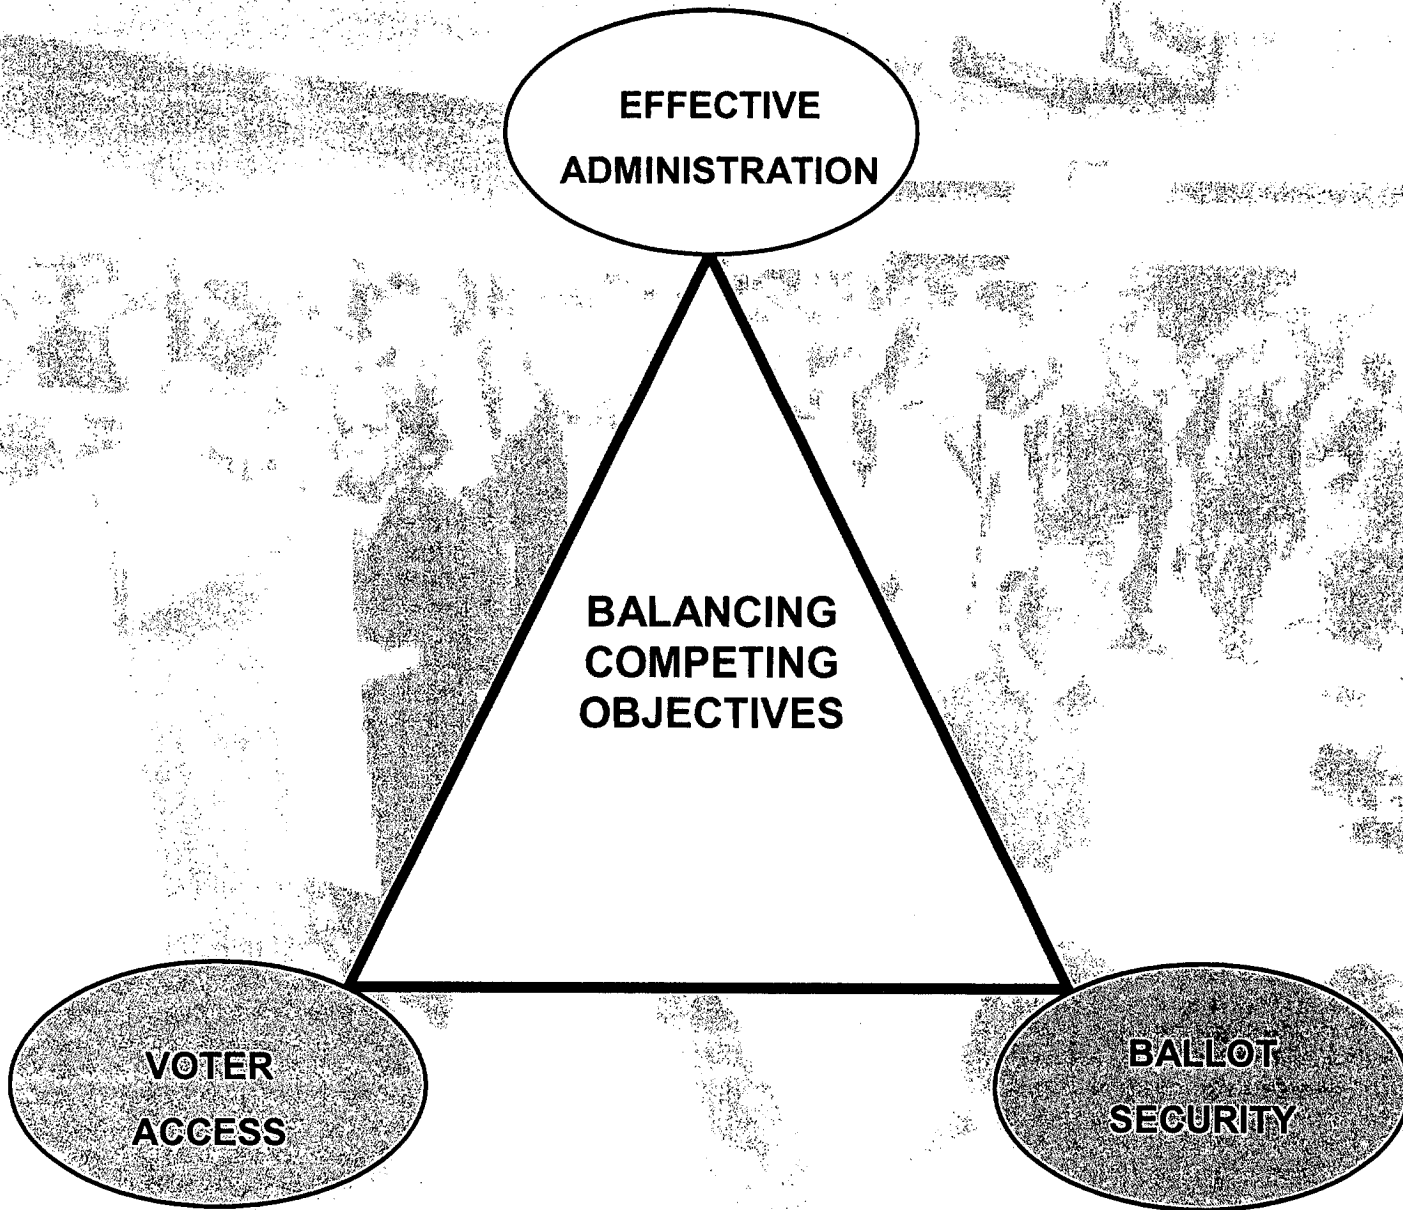 EFFECTIVE
ADMINISTRATION
BALANCING
COMPETING
OBJECTIVES
VOTER
ACCESS
BALLOT
SECURITY